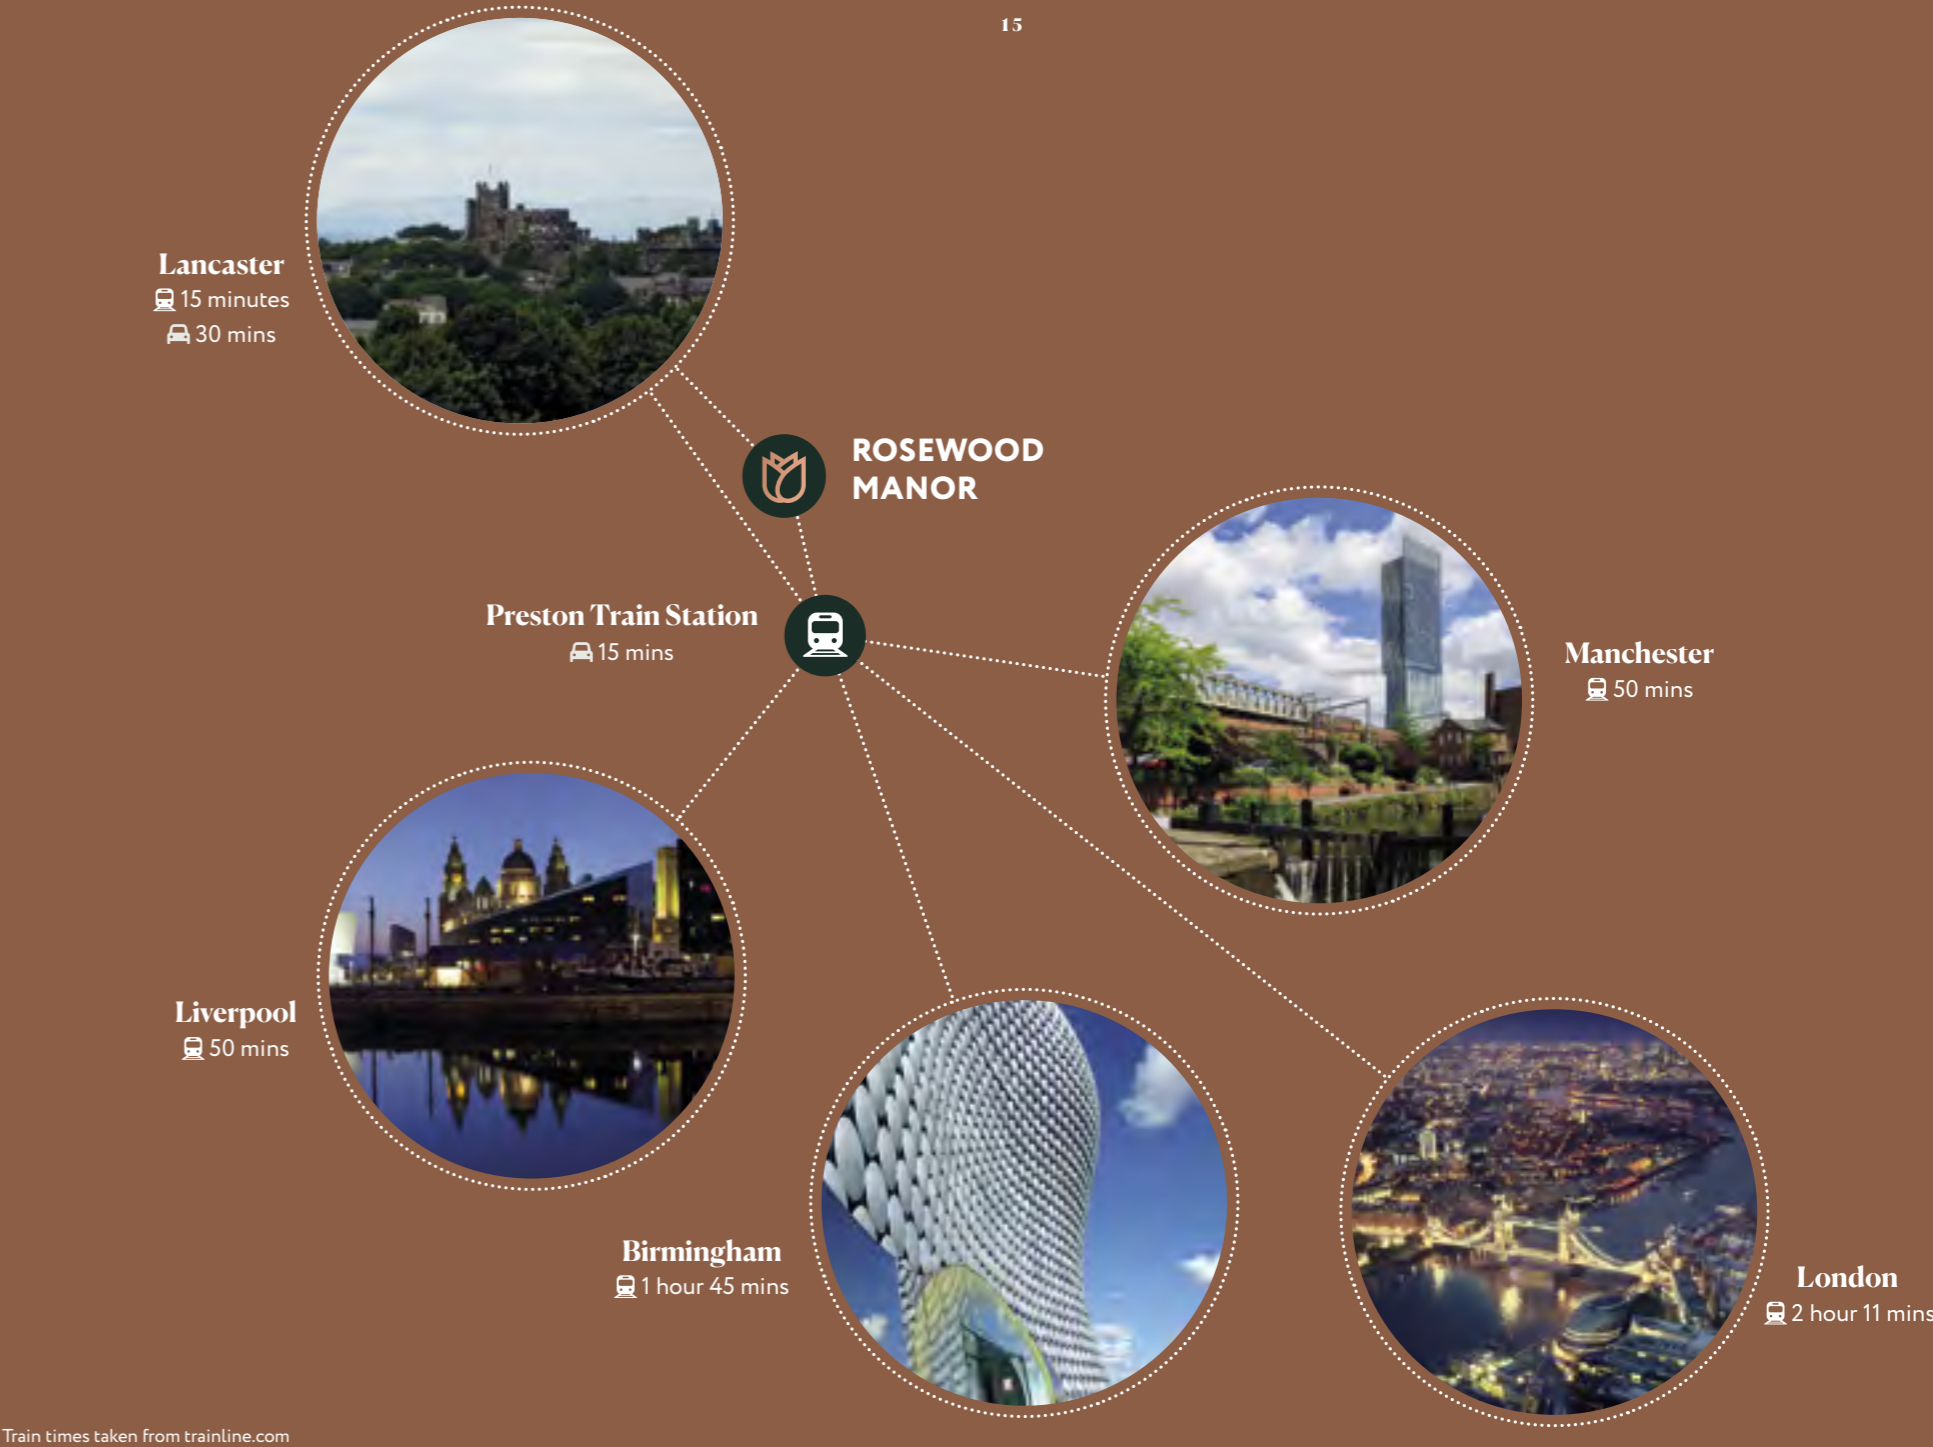 15
Lancaster
15 minutes
30 mins
ROSEWOOD
MANOR
Preston Train Station
15 mins
Manchester
50 mins
Liverpool
50 mins
Birmingham
1 hour 45 mins
London
2 hour 11 mins
Train times taken from trainline.com